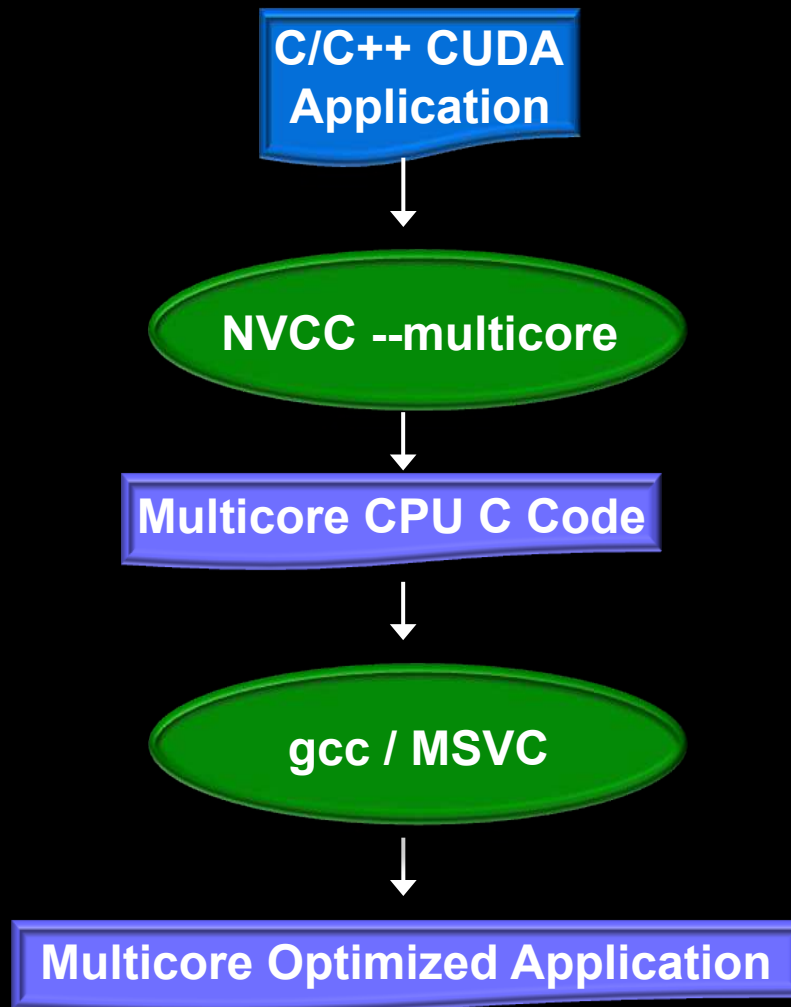 C/C++ CUDA
Application
NVCC --multicore
Multicore CPU C Code
gcc / MSVC
Multicore Optimized Application